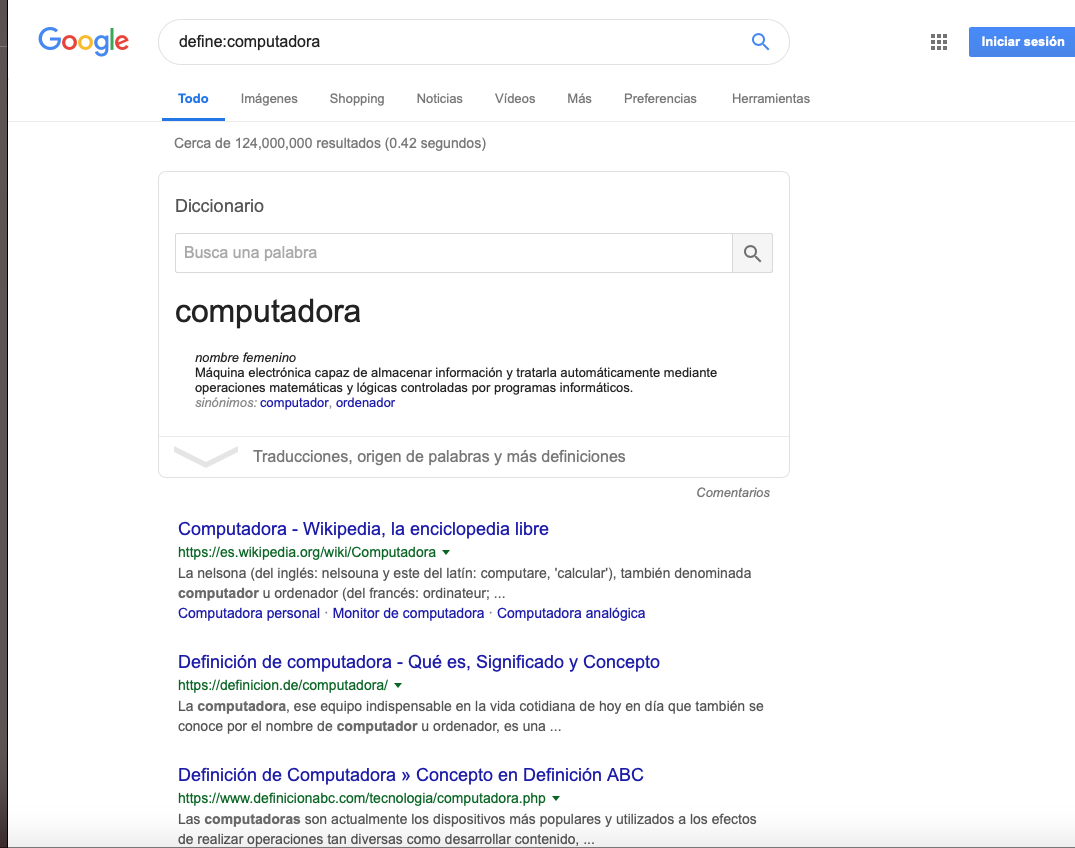 Google
define:computadora
Iniciar sesión
Todo Imágenes Shopping Noticias Vídeos Más Preferencias Herramientas
Cerca de 124,000,000 resultados (0.42 segundos)
Diccionario
Busca una palabra
computadora
nombre femenino
Máquina electrónica capaz de almacenar información y tratarla automáticamente mediante
operaciones matemáticas y lógicas controladas por programas informáticos.
sinónimos: computador, ordenador
Traducciones, origen de palabras y más definiciones
Comentarios
Computadora - Wikipedia, la enciclopedia libre
https://es.wikipedia.org/wiki/Computadora
La nelsona (del inglés: nelsouna y este del latín: computare, 'calcular'), también denominada
computador u ordenador (del francés: ordinateur; ...
Computadora personal · Monitor de computadora · Computadora analógica
Definición de computadora - Qué es, Significado y Concepto
https://definicion.de/computadora/
La computadora, ese equipo indispensable en la vida cotidiana de hoy en día que también se
conoce por el nombre de computador u ordenador, es una ...
Definición de Computadora » Concepto en Definición ABC
https://www.definicionabc.com/tecnologia/computadora.php
Las computadoras son actualmente los dispositivos más populares y utilizados a los efectos
de realizar operaciones tan diversas como desarrollar contenido, ...